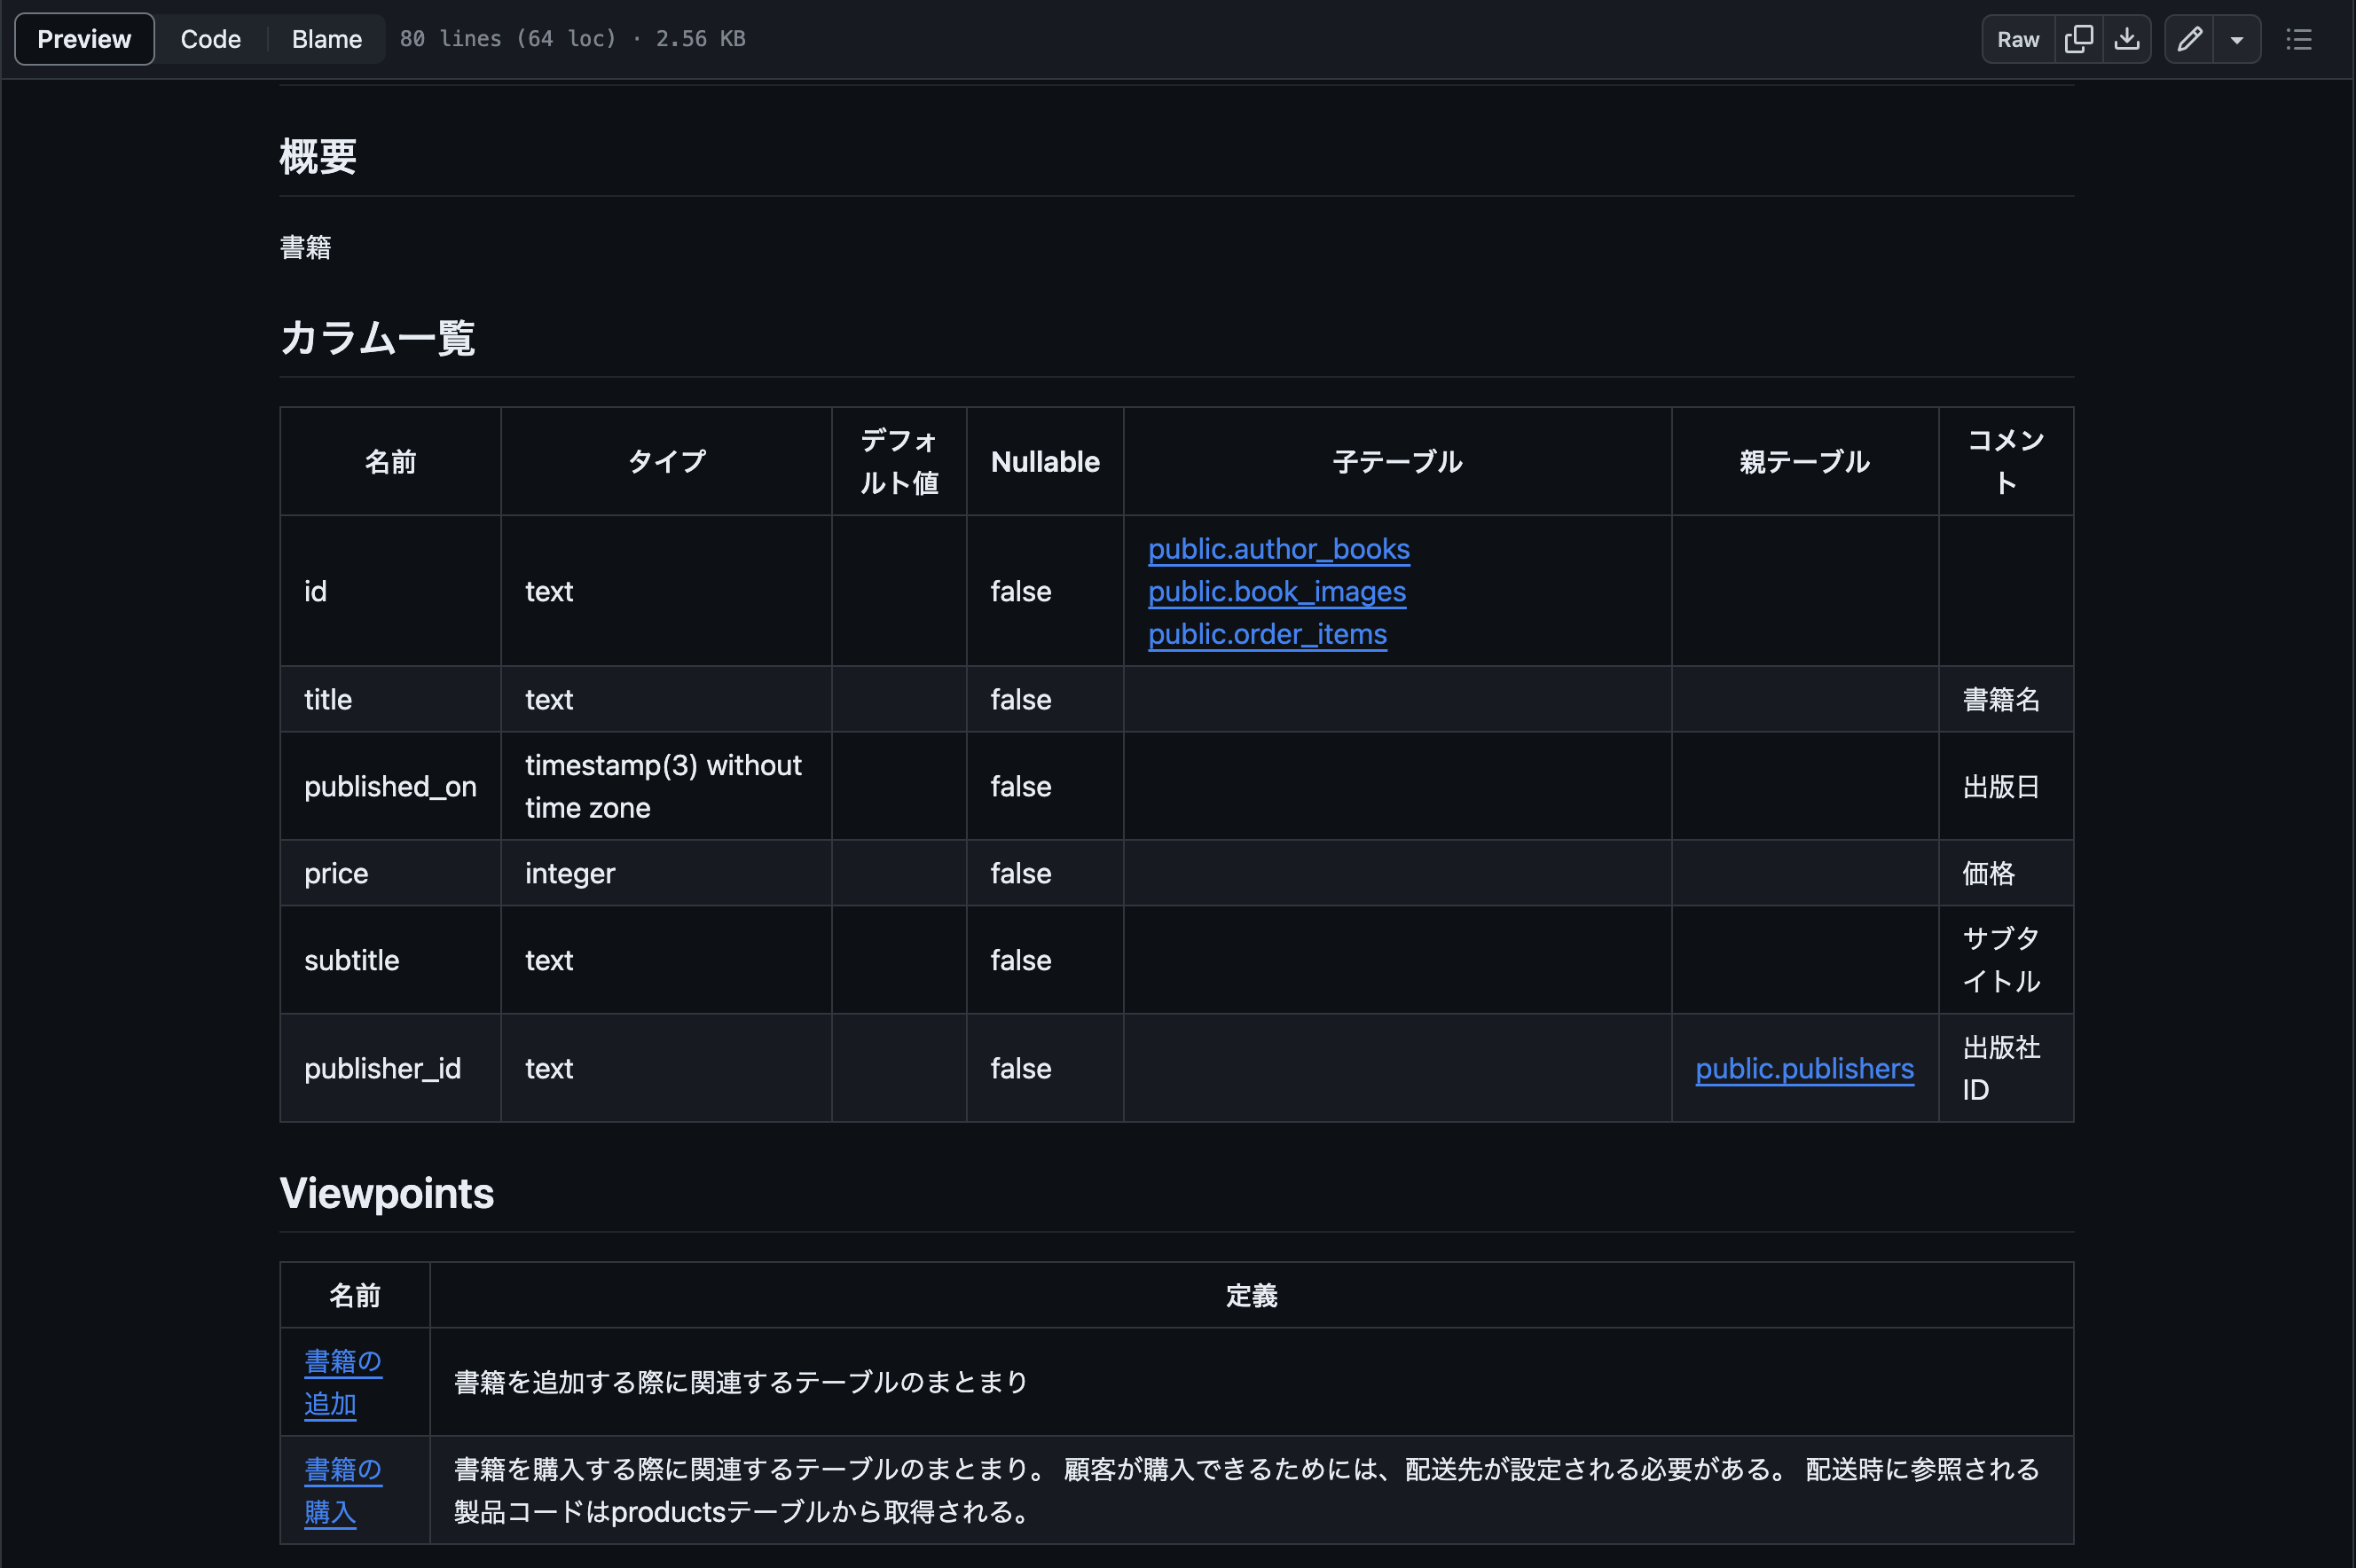 Preview Code Blame 80 lines (64 loc) · 2.56 KB Raw
概要
書籍
カラム一覧
名前 タイプ デフォルト値 Nullable 子テーブル 親テーブル コメント
id text false public.author_books
public.book_images
public.order_items
title text false 書籍名
published_on timestamp(3) without time zone false 出版日
price integer false 価格
subtitle text false サブタイトル
publisher_id text false public.publishers 出版社ID
Viewpoints
名前 定義
書籍の追加 書籍を追加する際に関連するテーブルのまとまり
書籍の購入 書籍を購入する際に関連するテーブルのまとまり。 顧客が購入できるためには、配送先が設定される必要がある。 配送時に参照される
製品コードはproductsテーブルから取得される。